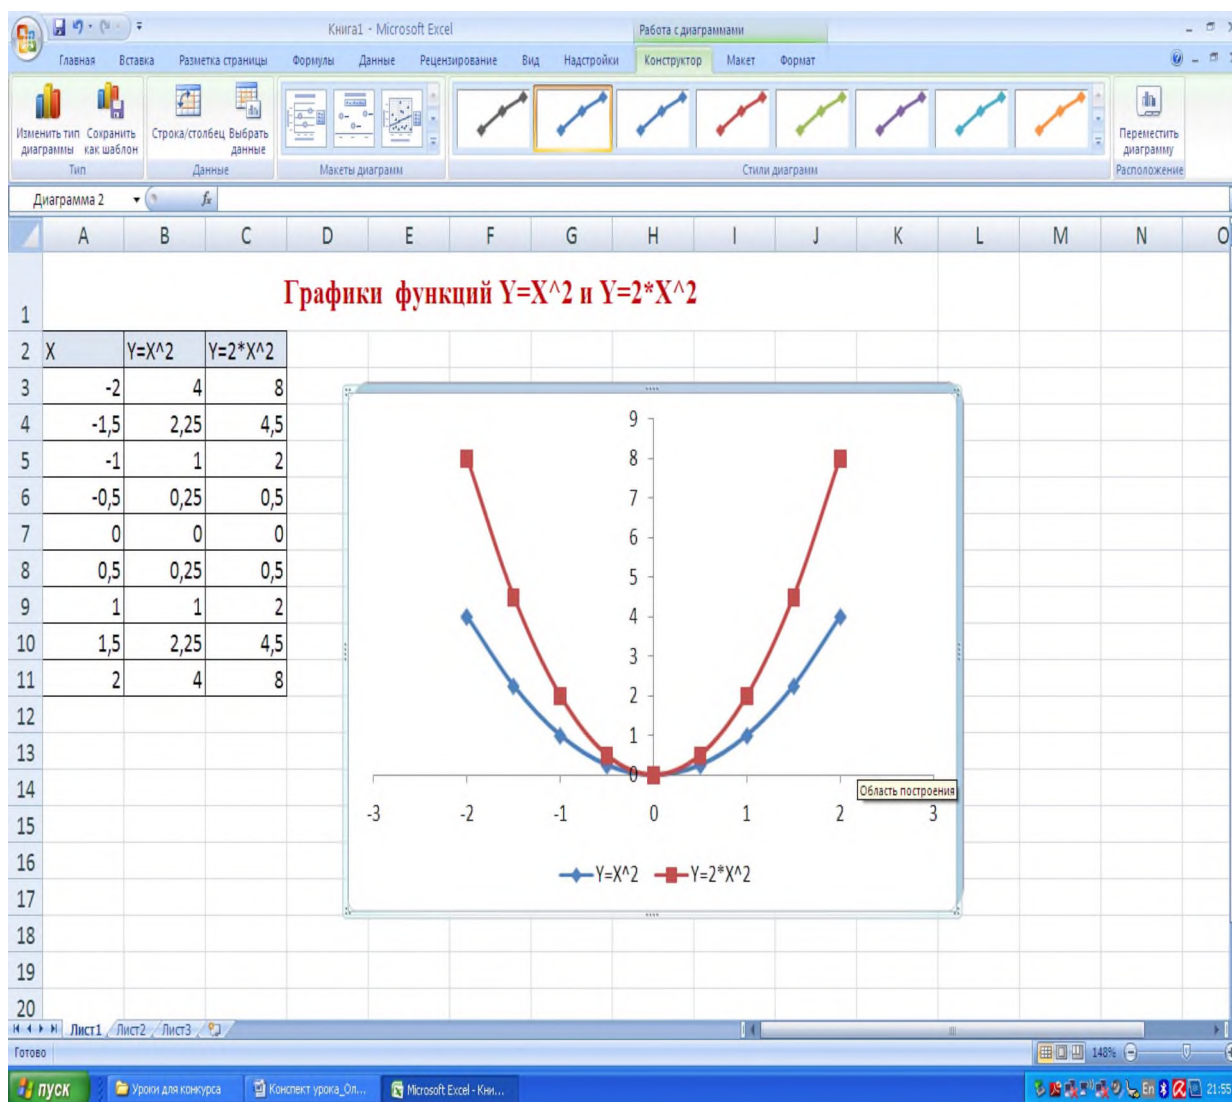 Книга1 - Microsoft Excel
Работа с диаграммами
Главная Вставка Разметка страницы Формулы Данные Рецензирование Вид Надстройки Конструктор Макет Формат
Изменить тип диаграммы
Сохранить как шаблон
Строка/столбец
Выбрать данные
Переместить диаграмму
Тип Данные Макеты диаграмм Стили диаграмм Расположение
Диаграмма 2 fx
A B C D E F G H I J K L M N O
1 Графики функций Y=X^2 и Y=2*X^2
2 X Y=X^2 Y=2*X^2
3 -2 4 8
4 -1,5 2,25 4,5
5 -1 1 2
6 -0,5 0,25 0,5
7 0 0 0
8 0,5 0,25 0,5
9 1 1 2
10 1,5 2,25 4,5
11 2 4 8
12
13
14
15
16
17
18
19
20
9
8
7
6
5
4
3
2
1
0
-3 -2 -1 0 1 2 3
Область построения
Y=X^2 Y=2*X^2
Лист1 Лист2 Лист3
Готово 148%
пуск Уроки для конкурса Конспект урока_Ол... Microsoft Excel - Кни... En 21:55